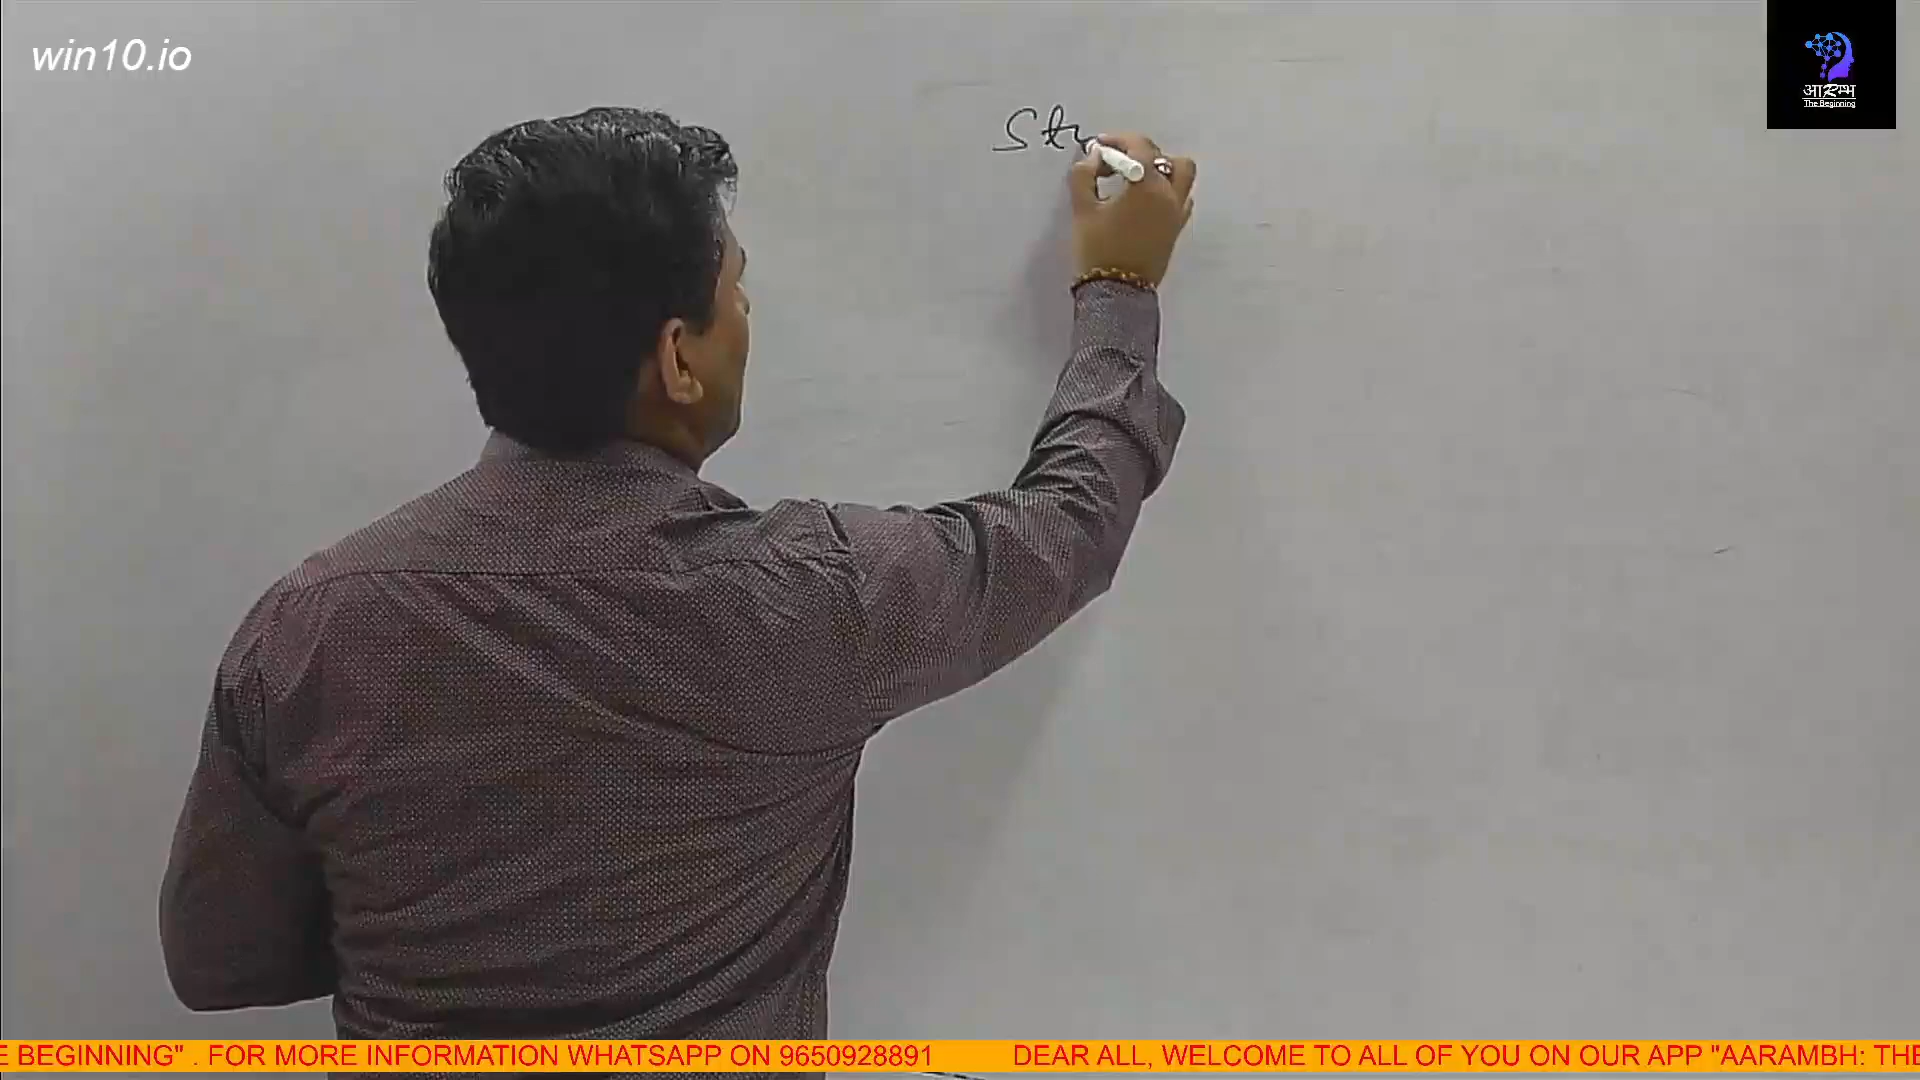 win10.io
आRम्भ
The Beginning
St
E BEGINNING" . FOR MORE INFORMATION WHATSAPP ON 9650928891 DEAR ALL, WELCOME TO ALL OF YOU ON OUR APP "AARAMBH: THE